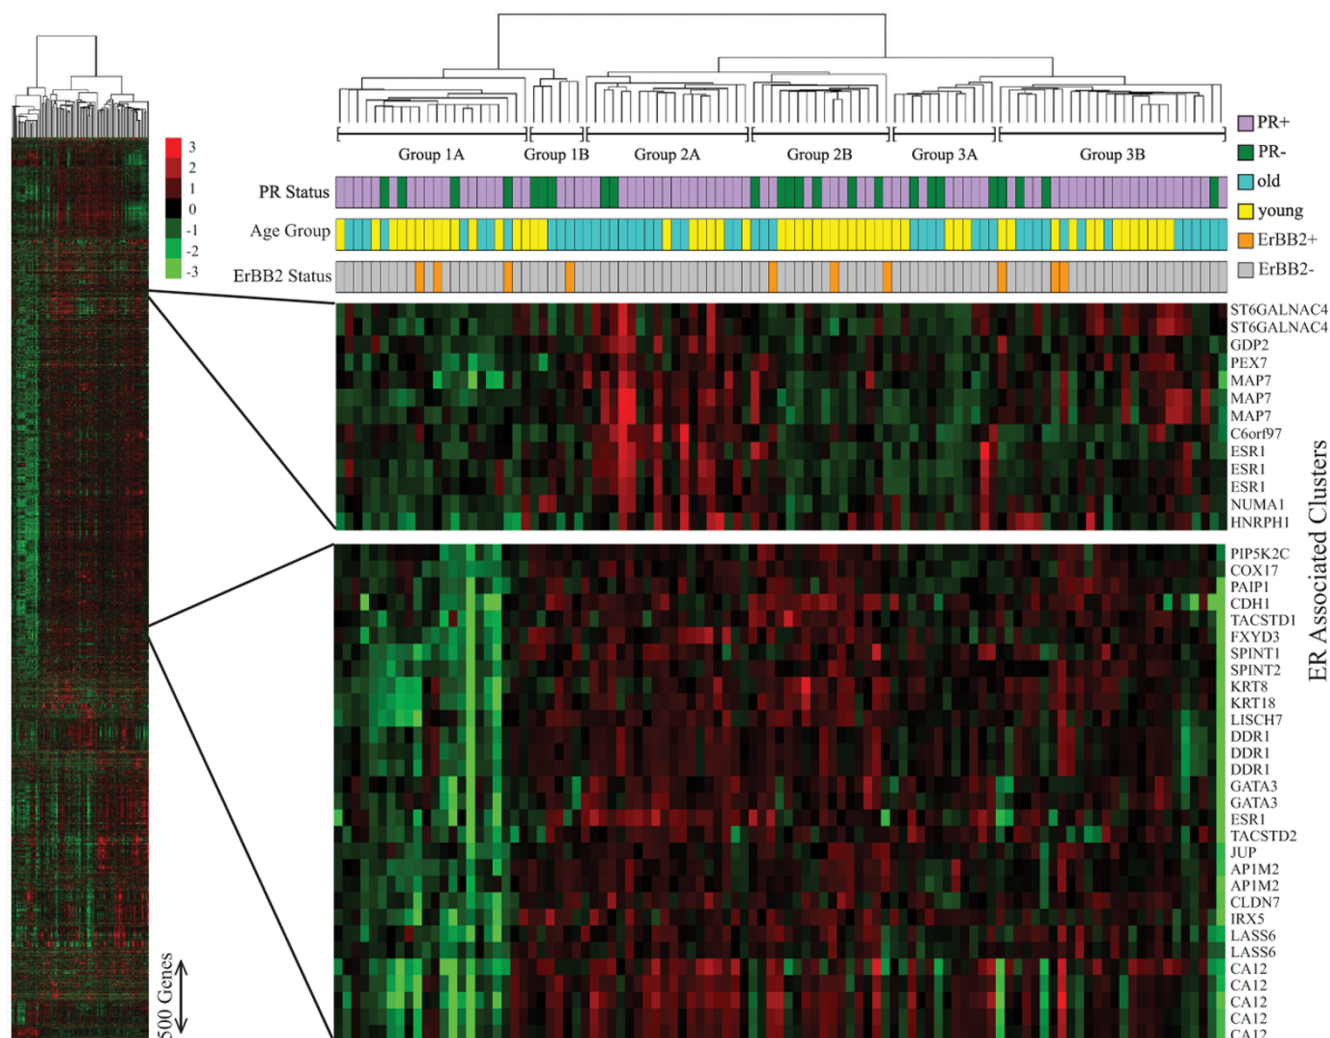 3
2
1
0
-1
-2
-3
Group 1A
Group 1B
Group 2A
Group 2B
Group 3A
Group 3B
PR Status
Age Group
ErBB2 Status
PR+
PR-
old
young
ErBB2+
ErBB2-
ST6GALNAC4
ST6GALNAC4
GDP2
PEX7
MAP7
MAP7
MAP7
C6orf97
ESR1
ESR1
ESR1
NUMA1
HNRPH1
PIP5K2C
COX17
PAIP1
CDH1
TACSTD1
FXYD3
SPINT1
SPINT2
KRT8
KRT18
LISCH7
DDR1
DDR1
DDR1
GATA3
GATA3
ESR1
TACSTD2
JUP
AP1M2
AP1M2
CLDN7
IRX5
LASS6
LASS6
CA12
CA12
CA12
CA12
CA12
ER Associated Clusters
500 Genes